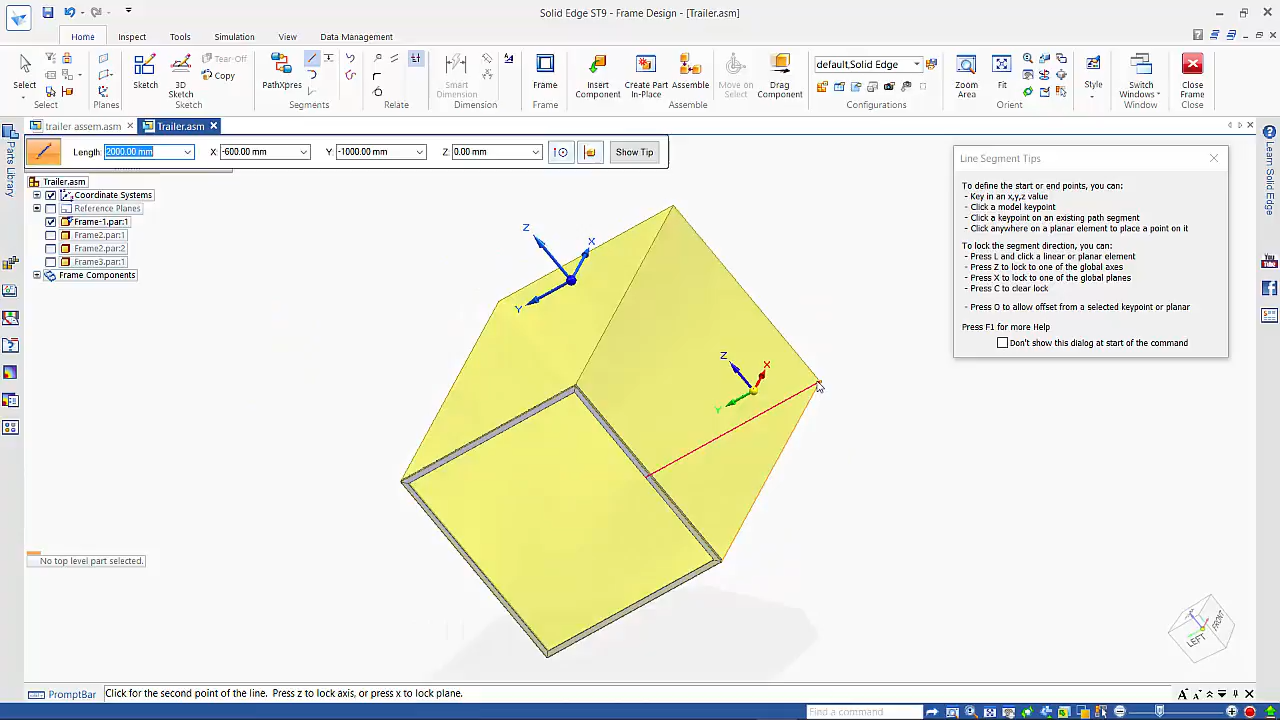 Solid Edge ST9 - Frame Design - [Trailer.asm]
Home Inspect Tools Simulation View Data Management
Select Sketch 3D Sketch Tear-Off Copy PathXpres Smart Dimension Frame Insert Component Create Part In-Place Assemble Move on Select Drag Component default,Solid Edge Zoom Area Fit Style Switch Windows Close Frame
Select Planes Sketch Segments Relate Dimension Frame Assemble Configurations Orient Window Close
trailer assem.asm Trailer.asm
Length: 2000.00 mm X: -600.00 mm Y: -1000.00 mm Z: 0.00 mm Show Tip
Parts Library
Trailer.asm
Coordinate Systems
Reference Planes
Frame-1.par:1
Frame2.par:1
Frame2.par:2
Frame3.par:1
Frame Components
No top level part selected.
Z X Y
Z X Y
Line Segment Tips
To define the start or end points, you can:
- Key in an x,y,z value
- Click a model keypoint
- Click a keypoint on an existing path segment
- Click anywhere on a planar element to place a point on it
To lock the segment direction, you can:
- Press L and click a linear or planar element
- Press Z to lock to one of the global axes
- Press X to lock to one of the global planes
- Press C to clear lock
- Press O to allow offset from a selected keypoint or planar
Press F1 for more Help
Don't show this dialog at start of the command
Learn Solid Edge
You Tube
LEFT FRONT
PromptBar Click for the second point of the line. Press z to lock axis, or press x to lock plane.
Find a command